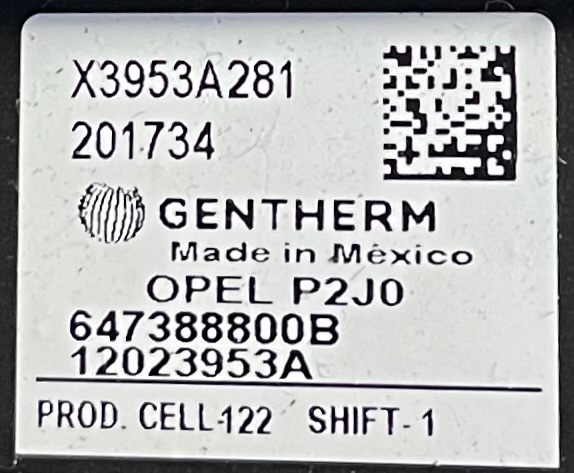 X3953A281
201734
GENTHERM
Made in México
OPEL P2J0
647388800B
12023953A
PROD. CELL-122 SHIFT-1